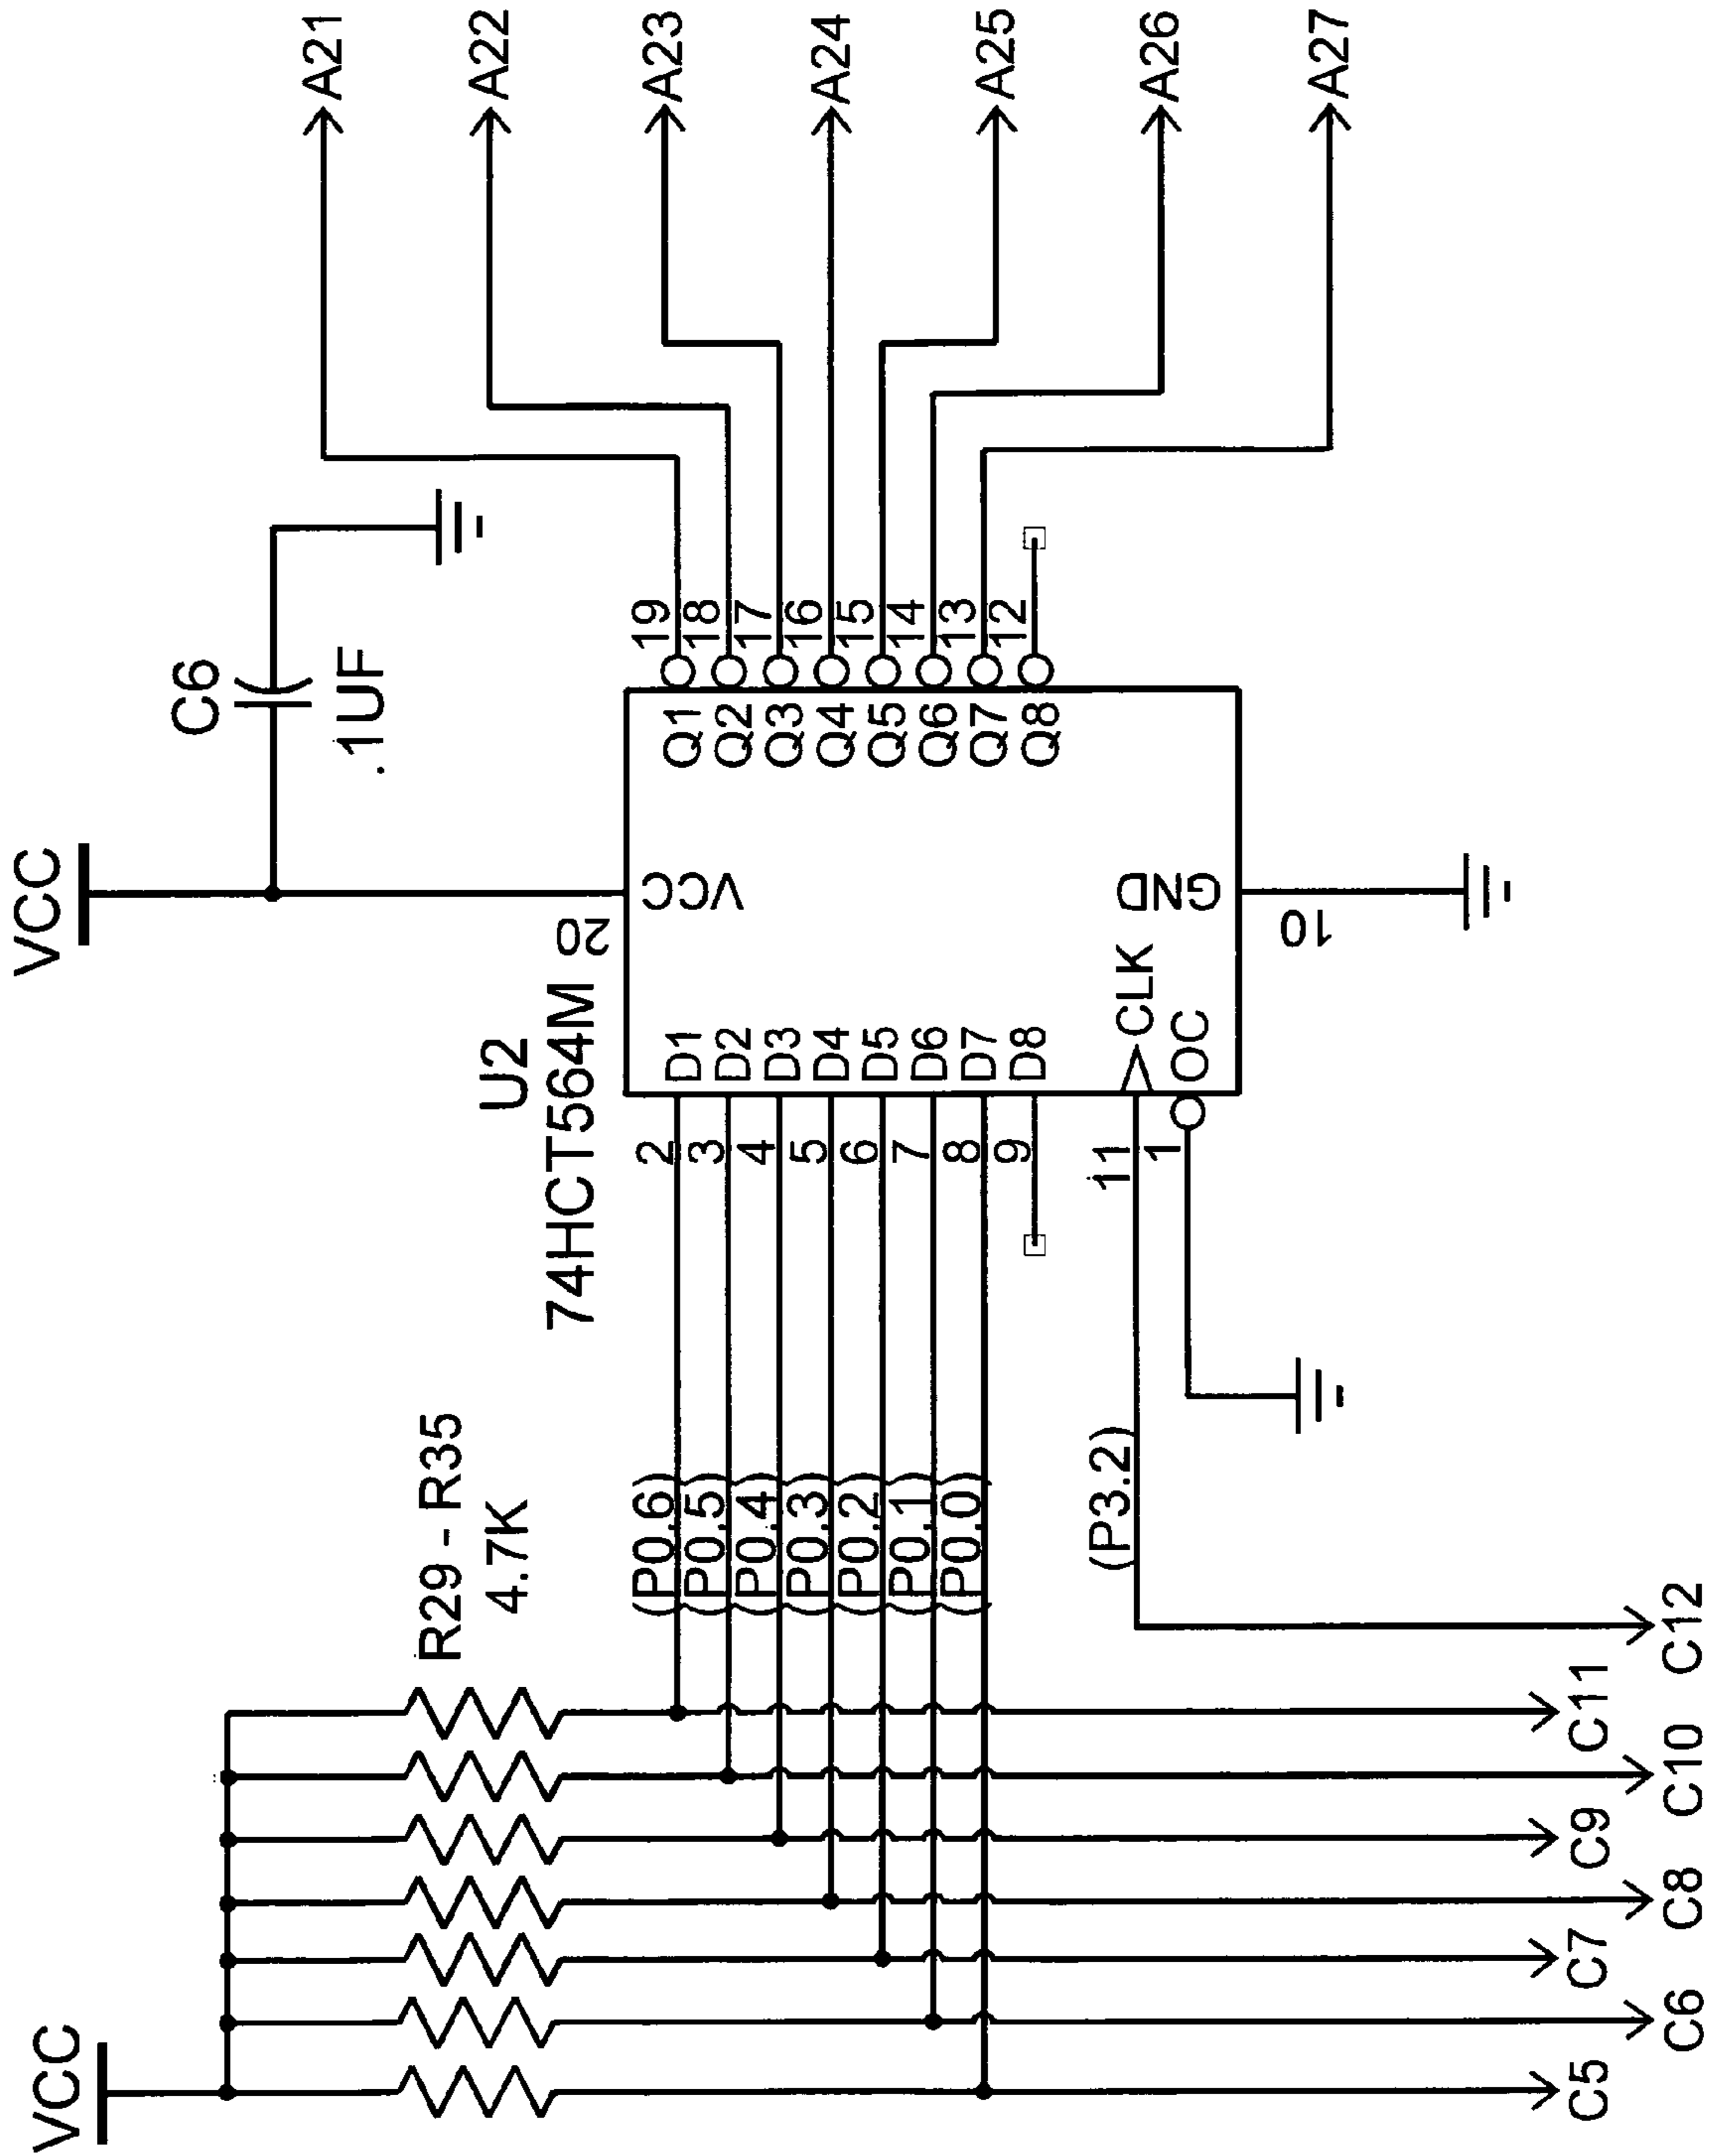 VCC
C6
.1UF
A21
A22
A23
A24
A25
A26
A27
U2
74HCT564M
20
VCC
GND
10
D1
D2
D3
D4
D5
D6
D7
D8
CLK
OC
Q1
Q2
Q3
Q4
Q5
Q6
Q7
Q8
19
18
17
16
15
14
13
12
2
3
4
5
6
7
8
9
11
1
VCC
R29 - R35
4.7K
(P0.6)
(P0.5)
(P0.4)
(P0.3)
(P0.2)
(P0.1)
(P0.0)
(P3.2)
C5
C6
C7
C8
C9
C10
C11
C12